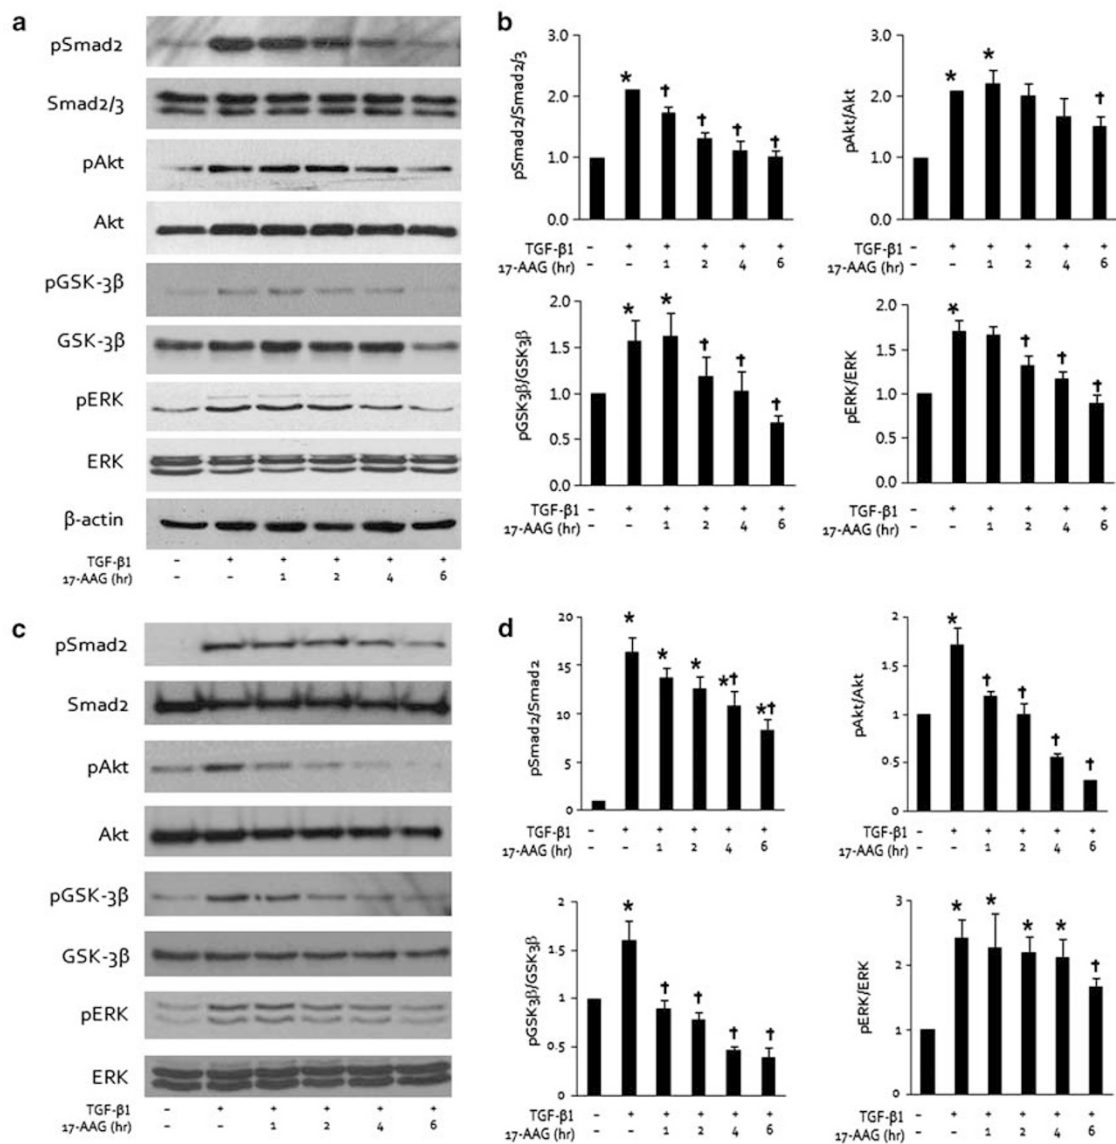 a
pSmad2
Smad2/3
pAkt
Akt
pGSK-3β
GSK-3β
pERK
ERK
β-actin
TGF-β1 - + + + + +
17-AAG (hr) - - 1 2 4 6
b
pSmad2/Smad2/3
3.0
2.0
1.0
0.0
* † † † †
TGF-β1 - + + + + +
17-AAG (hr) - - 1 2 4 6
pAkt/Akt
3.0
2.0
1.0
0.0
* * †
TGF-β1 - + + + + +
17-AAG (hr) - - 1 2 4 6
pGSK3β/GSK3β
2.0
1.5
1.0
0.5
0.0
* * † † †
TGF-β1 - + + + + +
17-AAG (hr) - - 1 2 4 6
pERK/ERK
2.0
1.5
1.0
0.5
0.0
* † † †
TGF-β1 - + + + + +
17-AAG (hr) - - 1 2 4 6
c
pSmad2
Smad2
pAkt
Akt
pGSK-3β
GSK-3β
pERK
ERK
TGF-β1 - + + + + +
17-AAG (hr) - - 1 2 4 6
d
pSmad2/Smad2
20
15
10
5
0
* * * *† *†
TGF-β1 - + + + + +
17-AAG (hr) - - 1 2 4 6
pAkt/Akt
2
1
0
* † † † †
TGF-β1 - + + + + +
17-AAG (hr) - - 1 2 4 6
pGSK3β/GSK3β
2
1
0
* † † † †
TGF-β1 - + + + + +
17-AAG (hr) - - 1 2 4 6
pERK/ERK
3
2
1
0
* * * * †
TGF-β1 - + + + + +
17-AAG (hr) - - 1 2 4 6